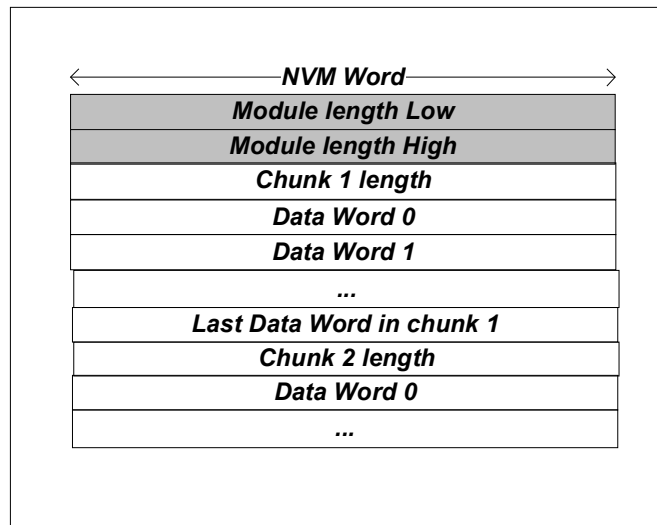 NVM Word
Module length Low
Module length High
Chunk 1 length
Data Word 0
Data Word 1
...
Last Data Word in chunk 1
Chunk 2 length
Data Word 0
...